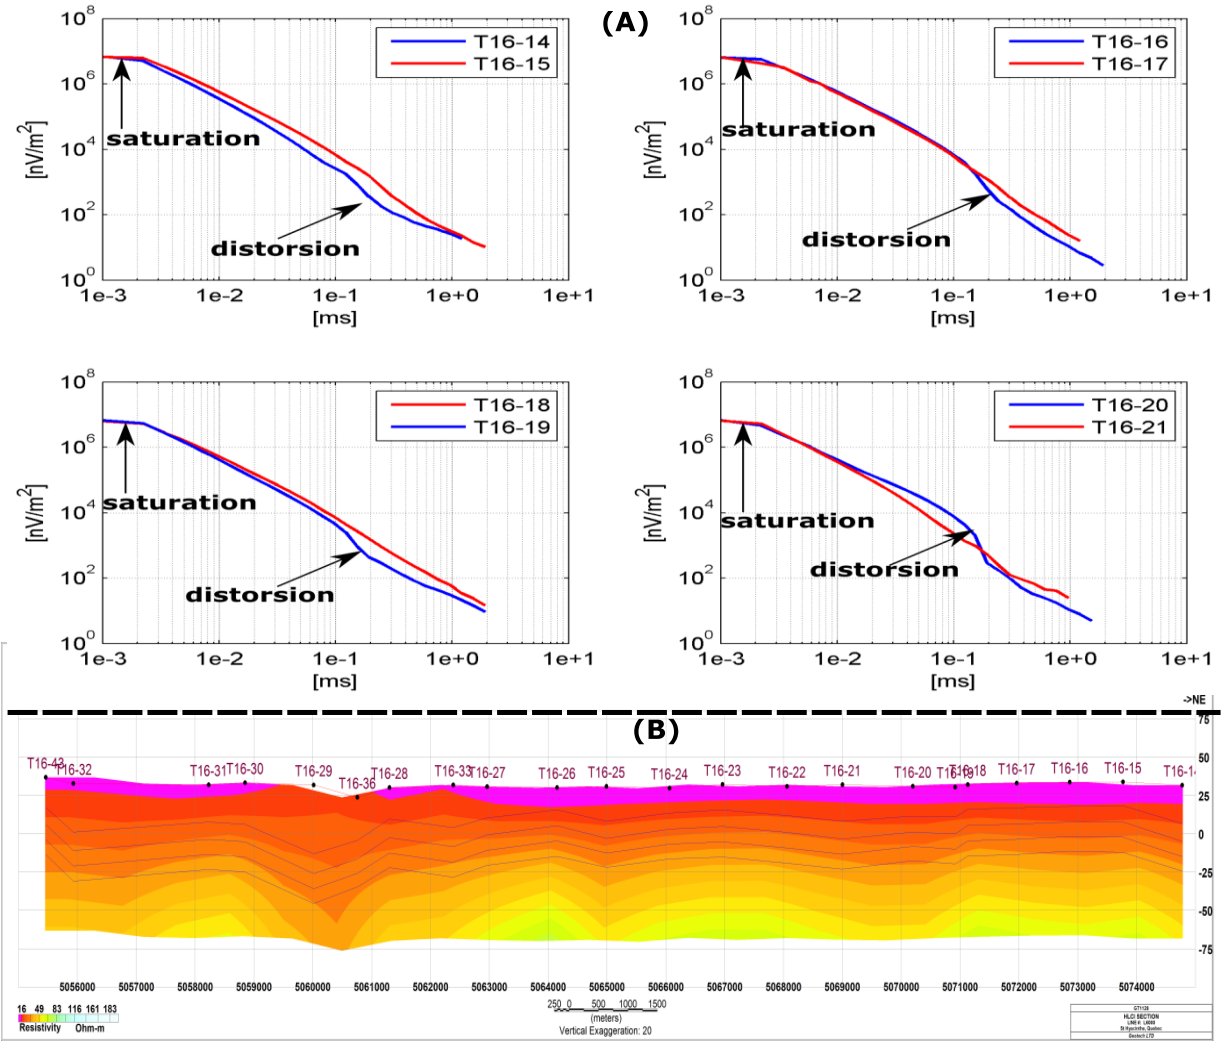 (A)
10^8
10^6
10^4
10^2
10^0
[nV/m^2]
T16-14
T16-15
saturation
distorsion
1e-3 1e-2 1e-1 1e+0 1e+1
[ms]
10^8
10^6
10^4
10^2
10^0
[nV/m^2]
T16-16
T16-17
saturation
distorsion
1e-3 1e-2 1e-1 1e+0 1e+1
[ms]
10^8
10^6
10^4
10^2
10^0
[nV/m^2]
T16-18
T16-19
saturation
distorsion
1e-3 1e-2 1e-1 1e+0 1e+1
[ms]
10^8
10^6
10^4
10^2
10^0
[nV/m^2]
T16-20
T16-21
saturation
distorsion
1e-3 1e-2 1e-1 1e+0 1e+1
[ms]
->NE
(B)
75
50
25
0
-25
-50
-75
T16-43 T16-32 T16-31 T16-30 T16-29 T16-36 T16-28 T16-33 T16-27 T16-26 T16-25 T16-24 T16-23 T16-22 T16-21 T16-20 T16-19 T16-18 T16-17 T16-16 T16-15 T16-1
5056000 5057000 5058000 5059000 5060000 5061000 5062000 5063000 5064000 5065000 5066000 5067000 5068000 5069000 5070000 5071000 5072000 5073000 5074000
16 49 83 116 161 183
Resistivity Ohm-m
250 0 500 1000 1500
(meters)
Vertical Exaggeration: 20
GT1128
HLCI SECTION
St Hyacinthe, Quebec
Geotech LTD